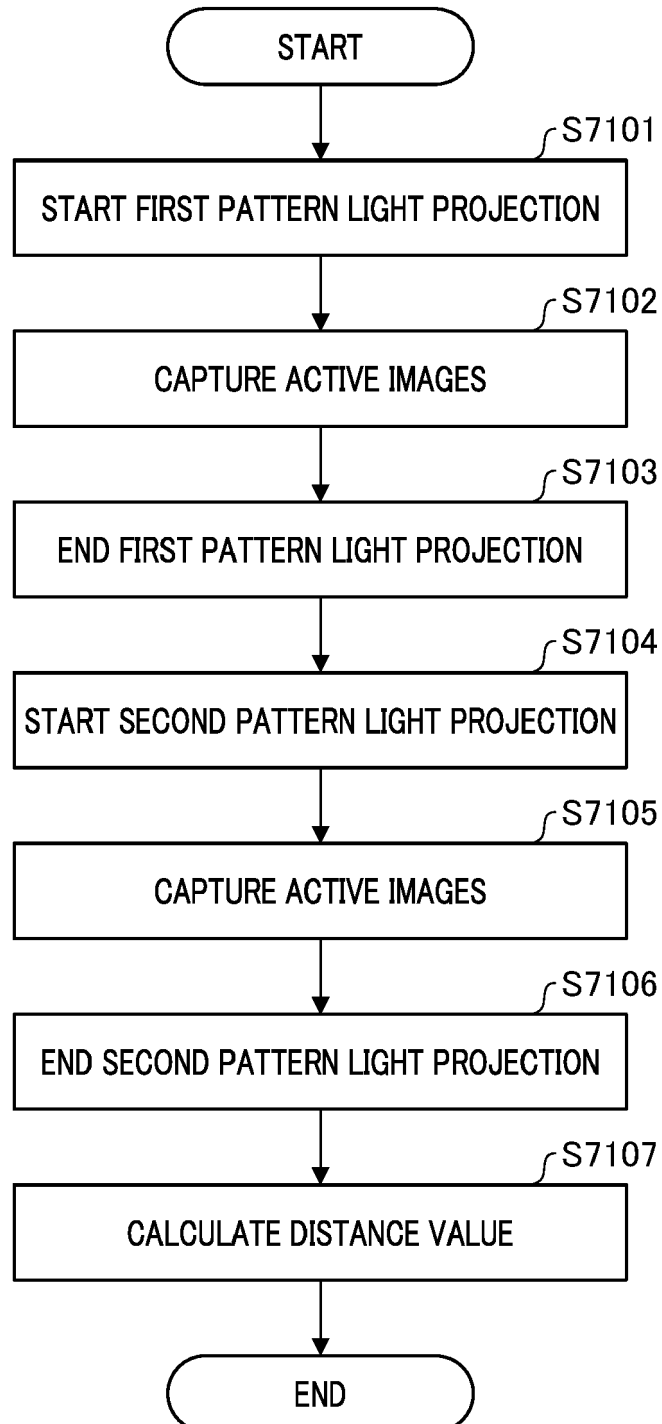 START
S7101
START FIRST PATTERN LIGHT PROJECTION
S7102
CAPTURE ACTIVE IMAGES
S7103
END FIRST PATTERN LIGHT PROJECTION
S7104
START SECOND PATTERN LIGHT PROJECTION
S7105
CAPTURE ACTIVE IMAGES
S7106
END SECOND PATTERN LIGHT PROJECTION
S7107
CALCULATE DISTANCE VALUE
END